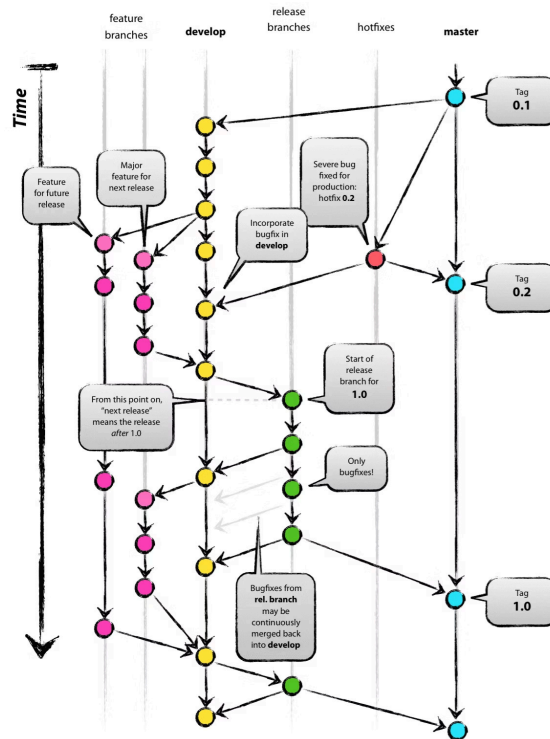 feature
branches
develop
release
branches
hotfixes
master
Time
Tag
0.1
Feature
for future
release
Major
feature for
next release
Severe bug
fixed for
production:
hotfix 0.2
Incorporate
bugfix in
develop
Tag
0.2
Start of
release
branch for
1.0
From this point on,
“next release”
means the release
after 1.0
Only
bugfixes!
Bugfixes from
rel. branch
may be
continuously
merged back
into develop
Tag
1.0